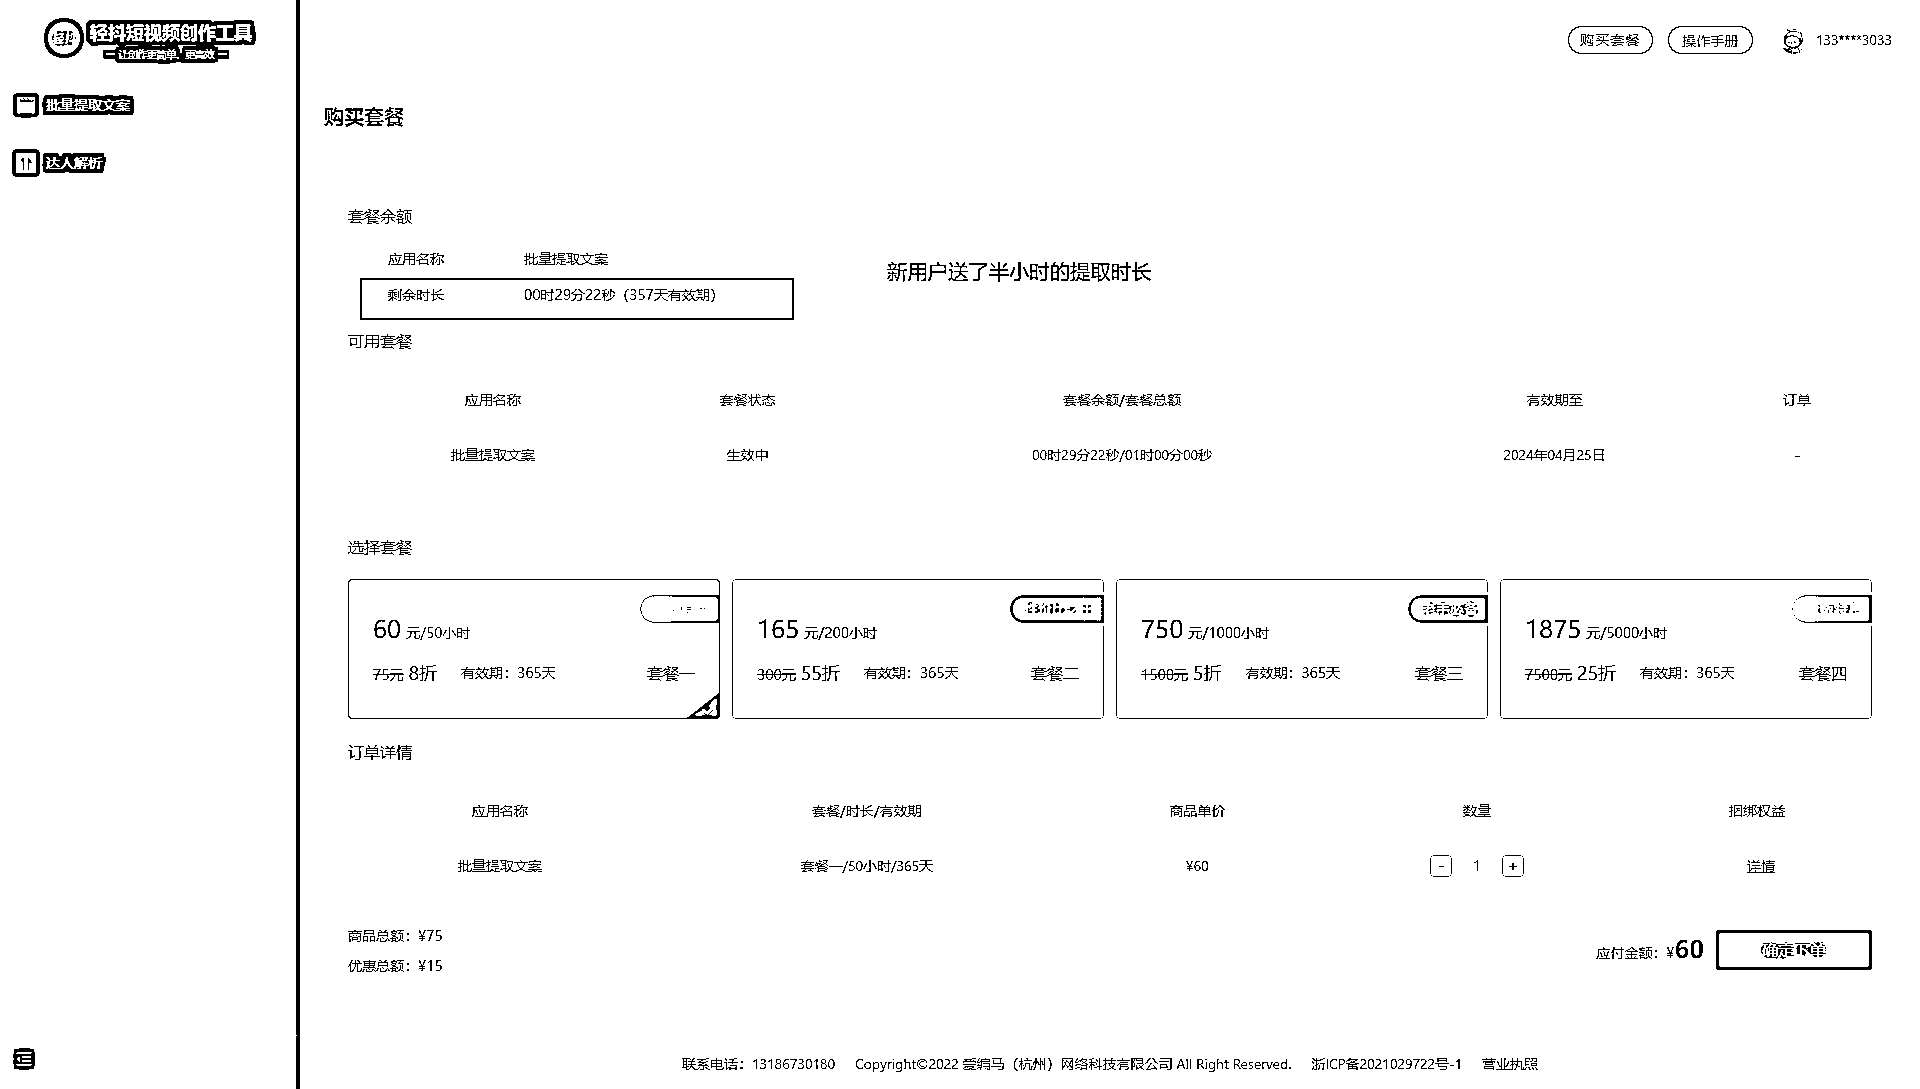 轻抖短视频创作工具
让创作更简单、更高效
购买套餐
操作手册
133****3033
批量提取文案
达人解析
购买套餐
套餐余额
应用名称 批量提取文案
剩余时长 00时29分22秒（357天有效期）
新用户送了半小时的提取时长
可用套餐
应用名称 套餐状态 套餐余额/套餐总额 有效期至 订单
批量提取文案 生效中 00时29分22秒/01时00分00秒 2024年04月25日 -
选择套餐
60 元/50小时
75元 8折 有效期：365天 套餐一
165 元/200小时
300元 55折 有效期：365天 套餐二
750 元/1000小时
1500元 5折 有效期：365天 套餐三
1875 元/5000小时
7500元 25折 有效期：365天 套餐四
订单详情
应用名称 套餐/时长/有效期 商品单价 数量 捆绑权益
批量提取文案 套餐一/50小时/365天 ¥60 - 1 + 详情
商品总额：¥75
优惠总额：¥15
应付金额：¥60 确定下单
联系电话：13186730180 Copyright©2022 爱编马（杭州）网络科技有限公司 All Right Reserved. 浙ICP备2021029722号-1 营业执照